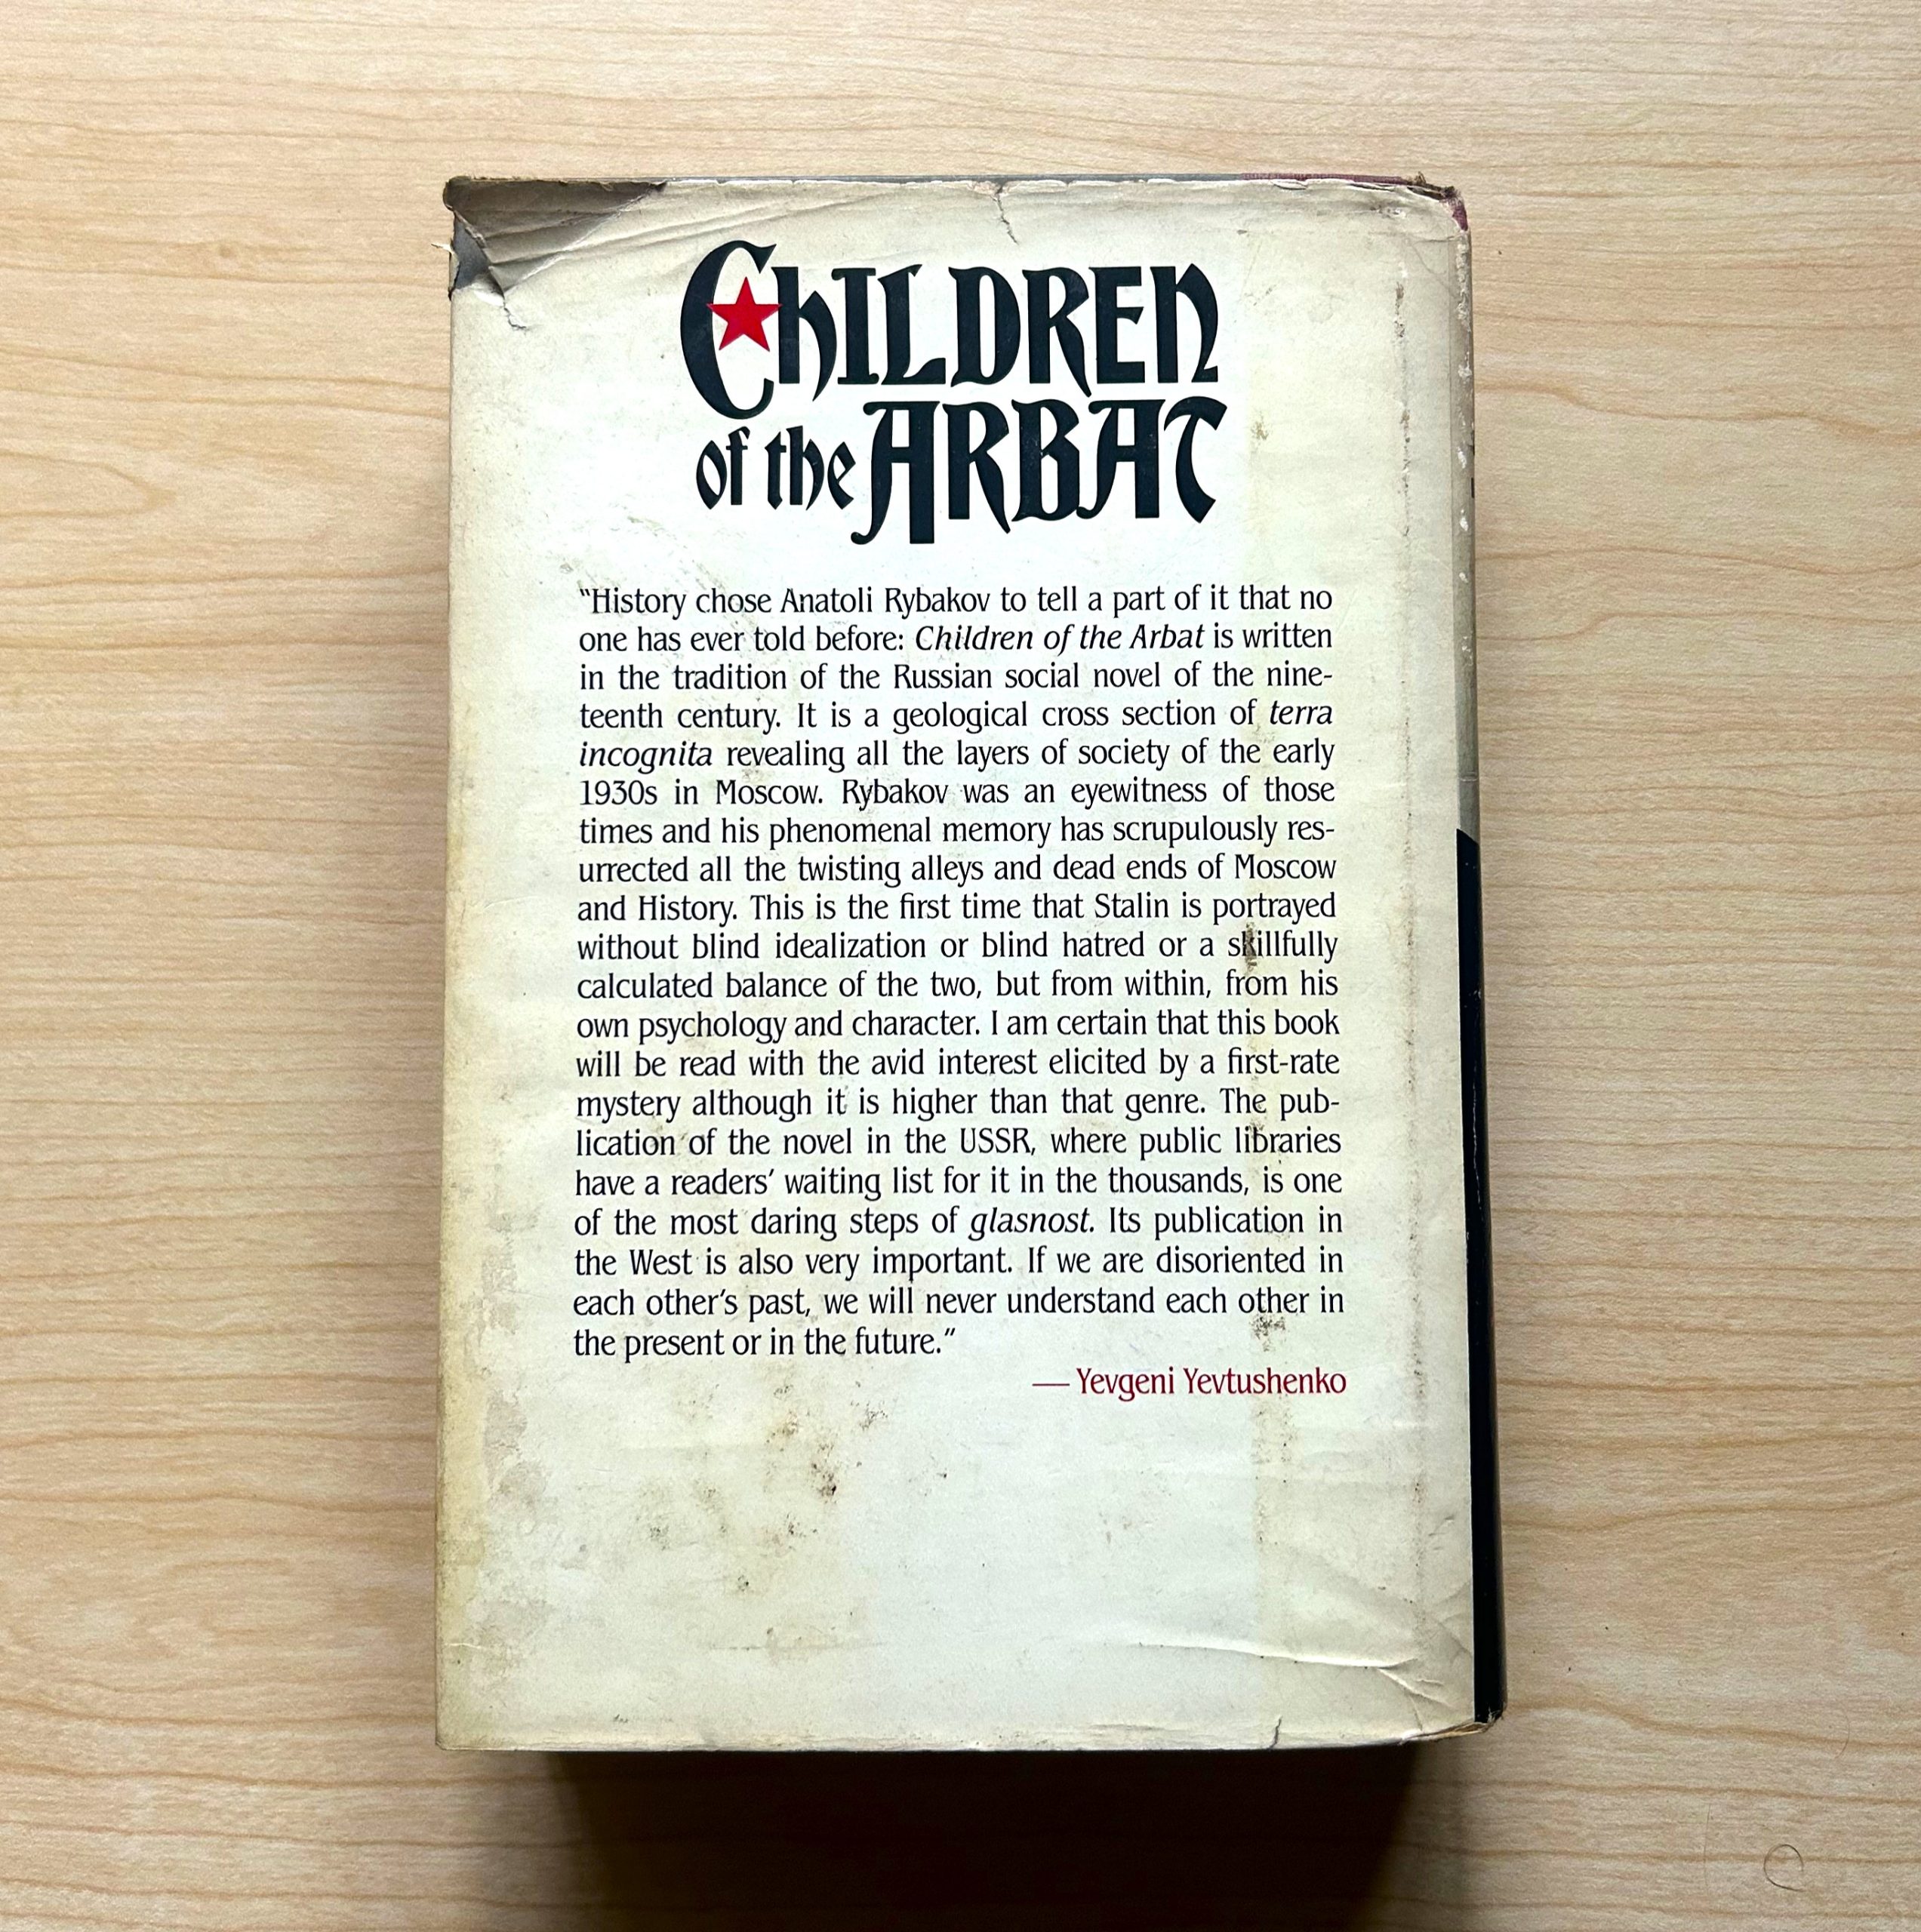 CHILDREN
of the ARBAT
“History chose Anatoli Rybakov to tell a part of it that no
one has ever told before: Children of the Arbat is written
in the tradition of the Russian social novel of the nine-
teenth century. It is a geological cross section of terra
incognita revealing all the layers of society of the early
1930s in Moscow. Rybakov was an eyewitness of those
times and his phenomenal memory has scrupulously res-
urrected all the twisting alleys and dead ends of Moscow
and History. This is the first time that Stalin is portrayed
without blind idealization or blind hatred or a skillfully
calculated balance of the two, but from within, from his
own psychology and character. I am certain that this book
will be read with the avid interest elicited by a first-rate
mystery although it is higher than that genre. The pub-
lication of the novel in the USSR, where public libraries
have a readers’ waiting list for it in the thousands, is one
of the most daring steps of glasnost. Its publication in
the West is also very important. If we are disoriented in
each other’s past, we will never understand each other in
the present or in the future.”
— Yevgeni Yevtushenko